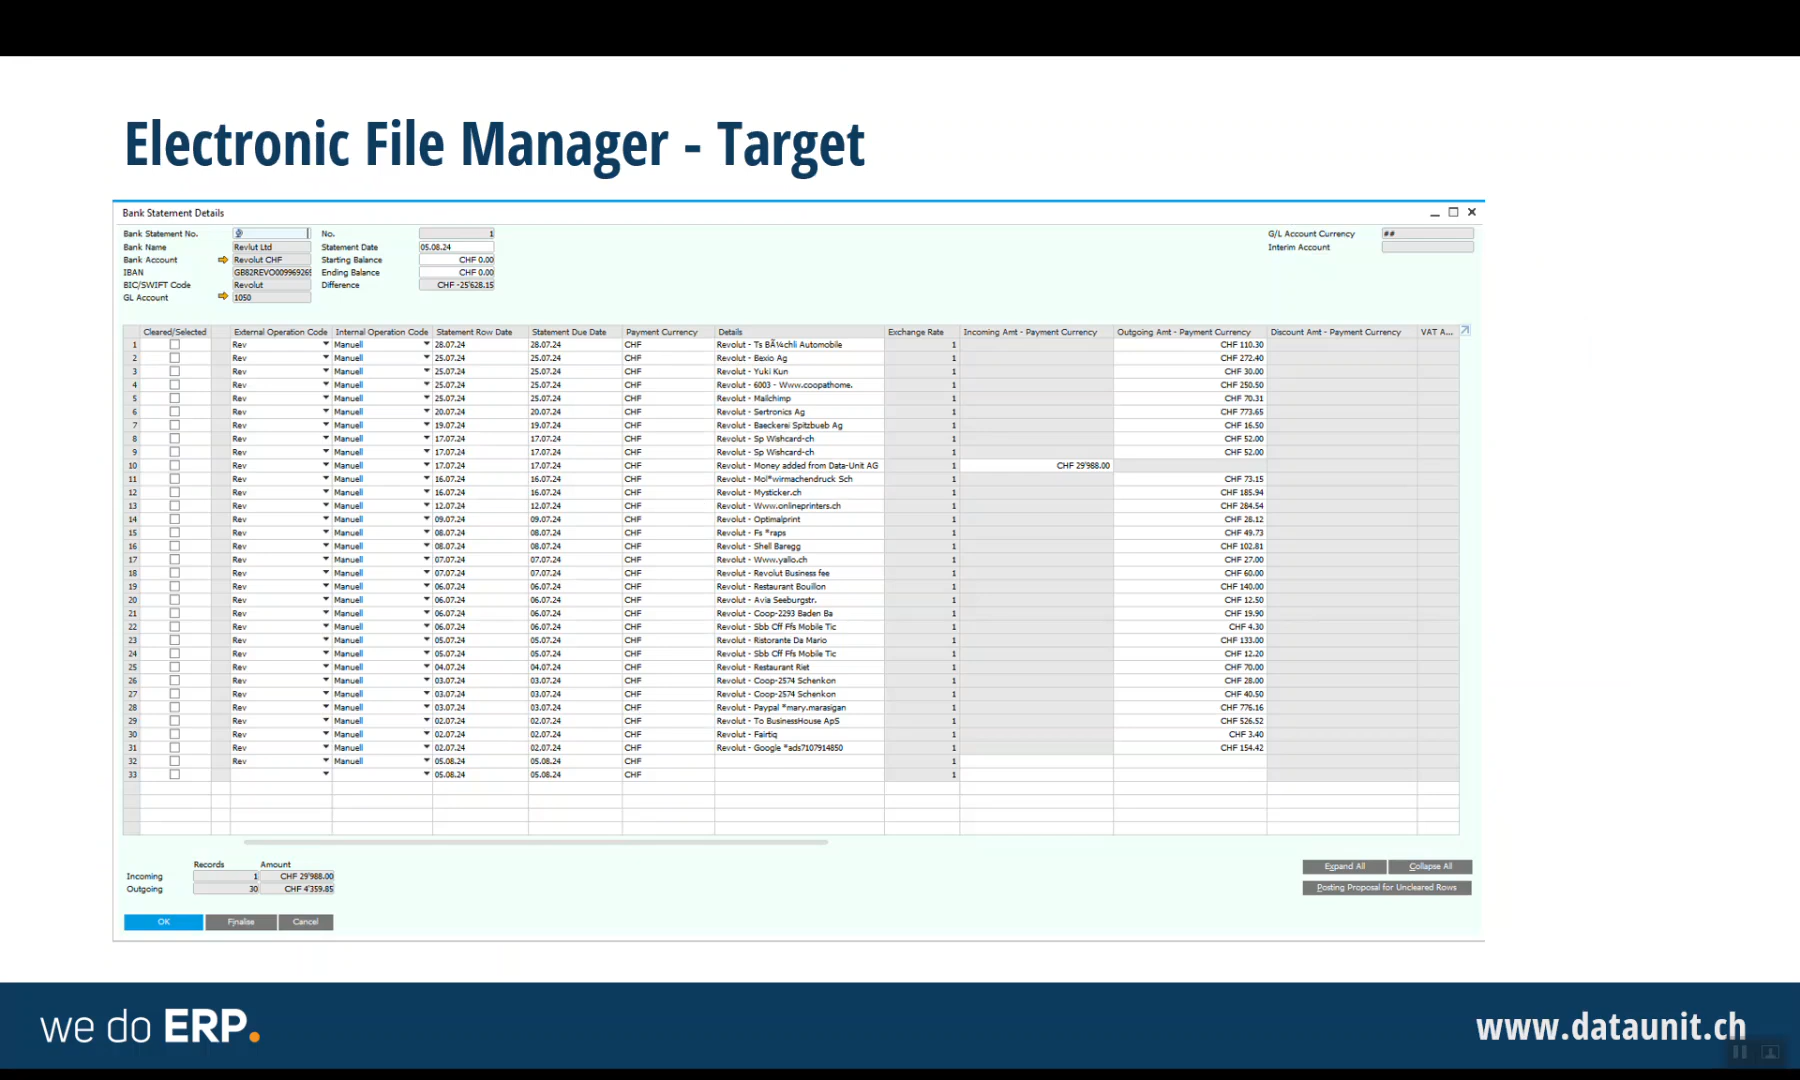 Electronic File Manager - Target
Bank Statement Details
Bank Statement No. No. 1 G/L Account Currency ##
Bank Name Revlut Ltd Statement Date 05.08.24 Interim Account
Bank Account Revolut CHF Starting Balance CHF 0.00
IBAN GB82REVO009969265 Ending Balance CHF 0.00
BIC/SWIFT Code Revolut Difference CHF -25'628.15
GL Account 1050
Cleared/Selected External Operation Code Internal Operation Code Statement Row Date Statement Due Date Payment Currency Details Exchange Rate Incoming Amt - Payment Currency Outgoing Amt - Payment Currency Discount Amt - Payment Currency VAT A...
1 Rev Manuell 28.07.24 28.07.24 CHF Revolut - Ts BÃ¼chli Automobile 1 CHF 110.30
2 Rev Manuell 25.07.24 25.07.24 CHF Revolut - Bexio Ag 1 CHF 272.40
3 Rev Manuell 25.07.24 25.07.24 CHF Revolut - Yuki Kun 1 CHF 30.00
4 Rev Manuell 25.07.24 25.07.24 CHF Revolut - 6003 - Www.coopathome. 1 CHF 250.50
5 Rev Manuell 25.07.24 25.07.24 CHF Revolut - Mailchimp 1 CHF 70.31
6 Rev Manuell 20.07.24 20.07.24 CHF Revolut - Sertronics Ag 1 CHF 773.65
7 Rev Manuell 19.07.24 19.07.24 CHF Revolut - Baeckerei Spitzbueb Ag 1 CHF 16.50
8 Rev Manuell 17.07.24 17.07.24 CHF Revolut - Sp Wishcard-ch 1 CHF 52.00
9 Rev Manuell 17.07.24 17.07.24 CHF Revolut - Sp Wishcard-ch 1 CHF 52.00
10 Rev Manuell 17.07.24 17.07.24 CHF Revolut - Money added from Data-Unit AG 1 CHF 29'988.00
11 Rev Manuell 16.07.24 16.07.24 CHF Revolut - Mol*wirmachendruck Sch 1 CHF 73.15
12 Rev Manuell 16.07.24 16.07.24 CHF Revolut - Mysticker.ch 1 CHF 185.94
13 Rev Manuell 12.07.24 12.07.24 CHF Revolut - Www.onlineprinters.ch 1 CHF 284.54
14 Rev Manuell 09.07.24 09.07.24 CHF Revolut - Optimalprint 1 CHF 28.12
15 Rev Manuell 08.07.24 08.07.24 CHF Revolut - Fs *raps 1 CHF 49.73
16 Rev Manuell 08.07.24 08.07.24 CHF Revolut - Shell Baregg 1 CHF 102.81
17 Rev Manuell 07.07.24 07.07.24 CHF Revolut - Www.yallo.ch 1 CHF 27.00
18 Rev Manuell 07.07.24 07.07.24 CHF Revolut - Revolut Business fee 1 CHF 60.00
19 Rev Manuell 06.07.24 06.07.24 CHF Revolut - Restaurant Bouillon 1 CHF 140.00
20 Rev Manuell 06.07.24 06.07.24 CHF Revolut - Avia Seeburgstr. 1 CHF 12.50
21 Rev Manuell 06.07.24 06.07.24 CHF Revolut - Coop-2293 Baden Ba 1 CHF 19.90
22 Rev Manuell 06.07.24 06.07.24 CHF Revolut - Sbb Cff Ffs Mobile Tic 1 CHF 4.30
23 Rev Manuell 05.07.24 05.07.24 CHF Revolut - Ristorante Da Mario 1 CHF 133.00
24 Rev Manuell 05.07.24 05.07.24 CHF Revolut - Sbb Cff Ffs Mobile Tic 1 CHF 12.20
25 Rev Manuell 04.07.24 04.07.24 CHF Revolut - Restaurant Riet 1 CHF 70.00
26 Rev Manuell 03.07.24 03.07.24 CHF Revolut - Coop-2574 Schenkon 1 CHF 28.00
27 Rev Manuell 03.07.24 03.07.24 CHF Revolut - Coop-2574 Schenkon 1 CHF 40.50
28 Rev Manuell 03.07.24 03.07.24 CHF Revolut - Paypal *mary.marasigan 1 CHF 776.16
29 Rev Manuell 02.07.24 02.07.24 CHF Revolut - To BusinessHouse ApS 1 CHF 526.52
30 Rev Manuell 02.07.24 02.07.24 CHF Revolut - Fairtiq 1 CHF 3.40
31 Rev Manuell 02.07.24 02.07.24 CHF Revolut - Google *ads7107914850 1 CHF 154.42
32 Rev Manuell 05.08.24 05.08.24 CHF 1
33 05.08.24 05.08.24 CHF 1
Records Amount
Incoming 1 CHF 29'988.00
Outgoing 30 CHF 4'359.85
Expand All Collapse All
Posting Proposal for Uncleared Rows
OK Finalise Cancel
we do ERP.
www.dataunit.ch